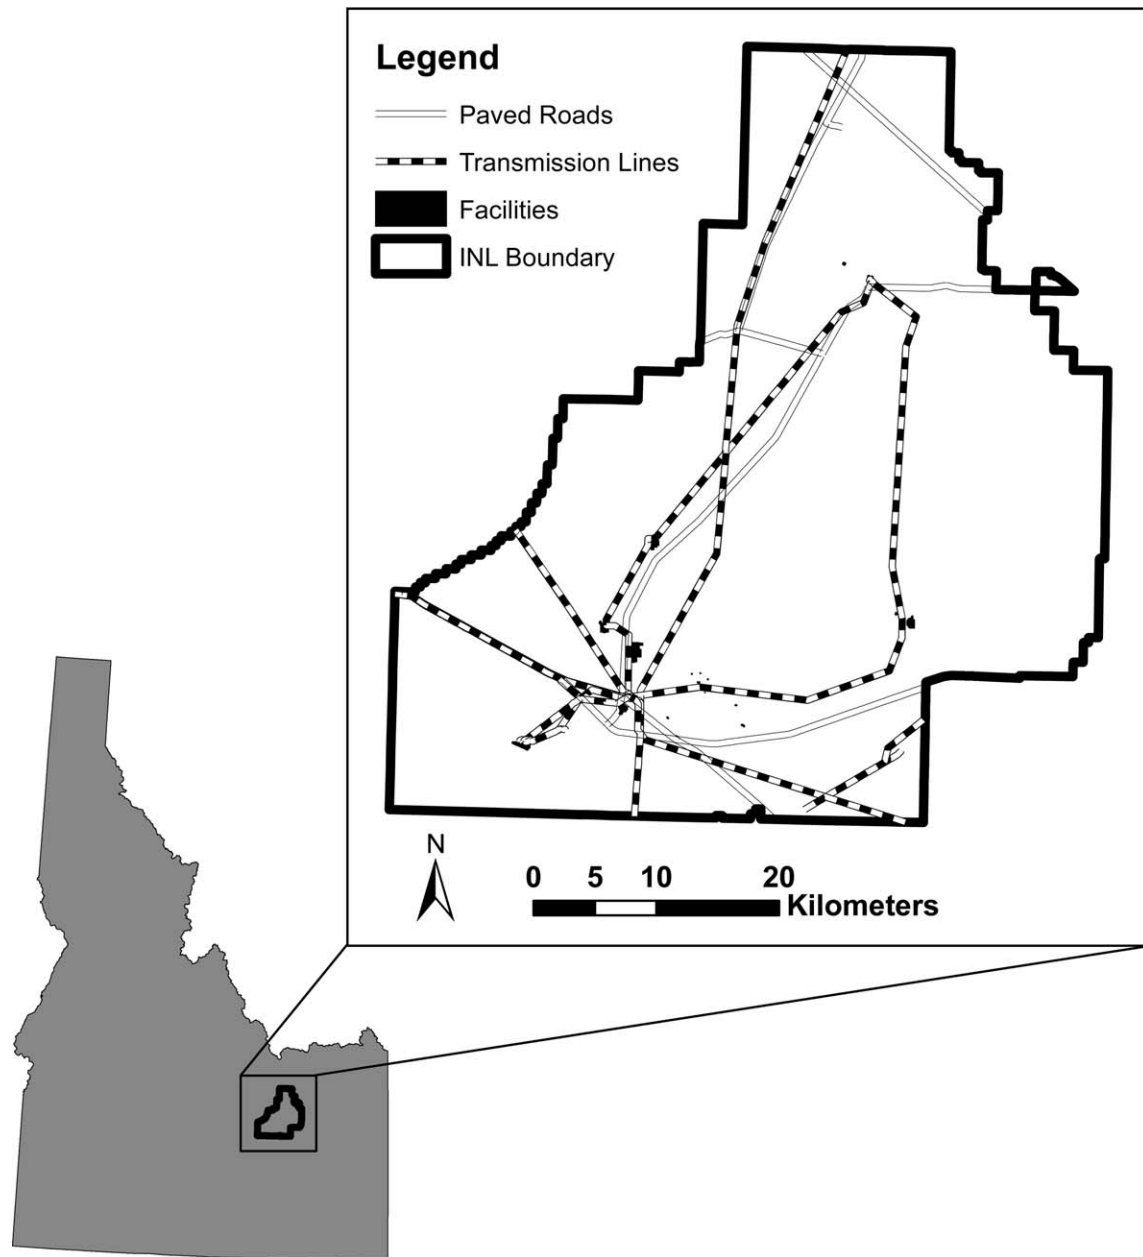 Legend
Paved Roads
Transmission Lines
Facilities
INL Boundary
N
0 5 10 20
Kilometers